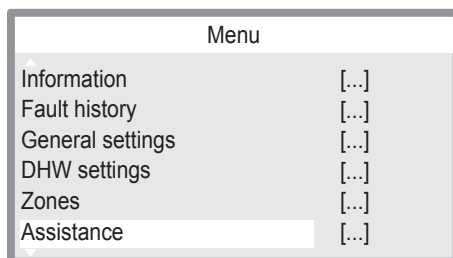 Menu
Information [...]
Fault history [...]
General settings [...]
DHW settings [...]
Zones [...]
Assistance [...]